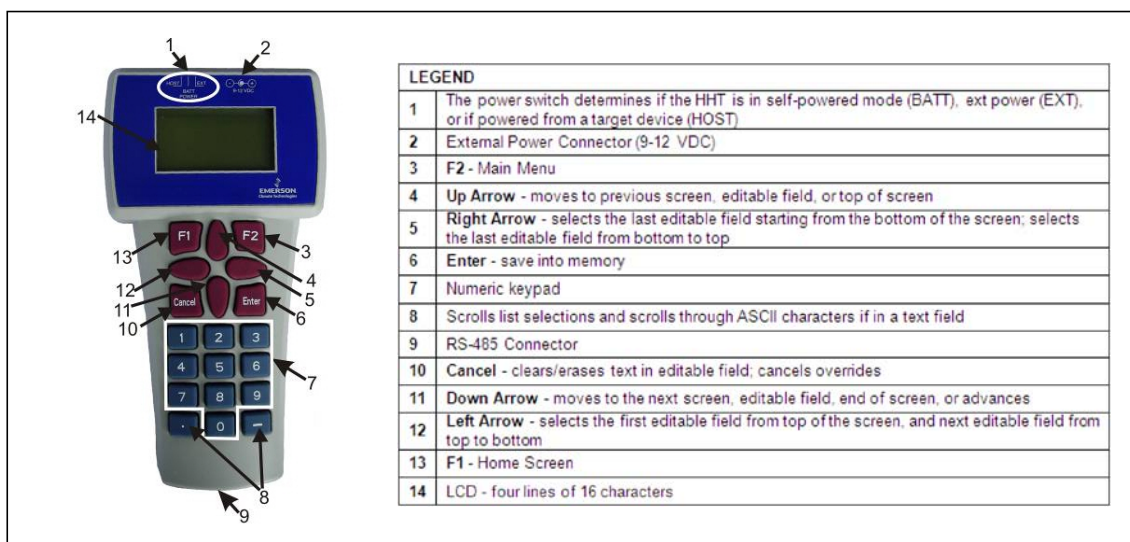 1
2
HOST
EXT
BATT
POWER
9-12 VDC
14
EMERSON
Climate Technologies
F1
F2
13
3
4
12
5
11
Cancel
Enter
10
6
1 2 3
4 5 6
7
7 8 9
. 0 –
8
9
LEGEND
1 The power switch determines if the HHT is in self-powered mode (BATT), ext power (EXT),
or if powered from a target device (HOST)
2 External Power Connector (9-12 VDC)
3 F2 - Main Menu
4 Up Arrow - moves to previous screen, editable field, or top of screen
5 Right Arrow - selects the last editable field starting from the bottom of the screen; selects
the last editable field from bottom to top
6 Enter - save into memory
7 Numeric keypad
8 Scrolls list selections and scrolls through ASCII characters if in a text field
9 RS-485 Connector
10 Cancel - clears/erases text in editable field; cancels overrides
11 Down Arrow - moves to the next screen, editable field, end of screen, or advances
12 Left Arrow - selects the first editable field from top of the screen, and next editable field from
top to bottom
13 F1 - Home Screen
14 LCD - four lines of 16 characters